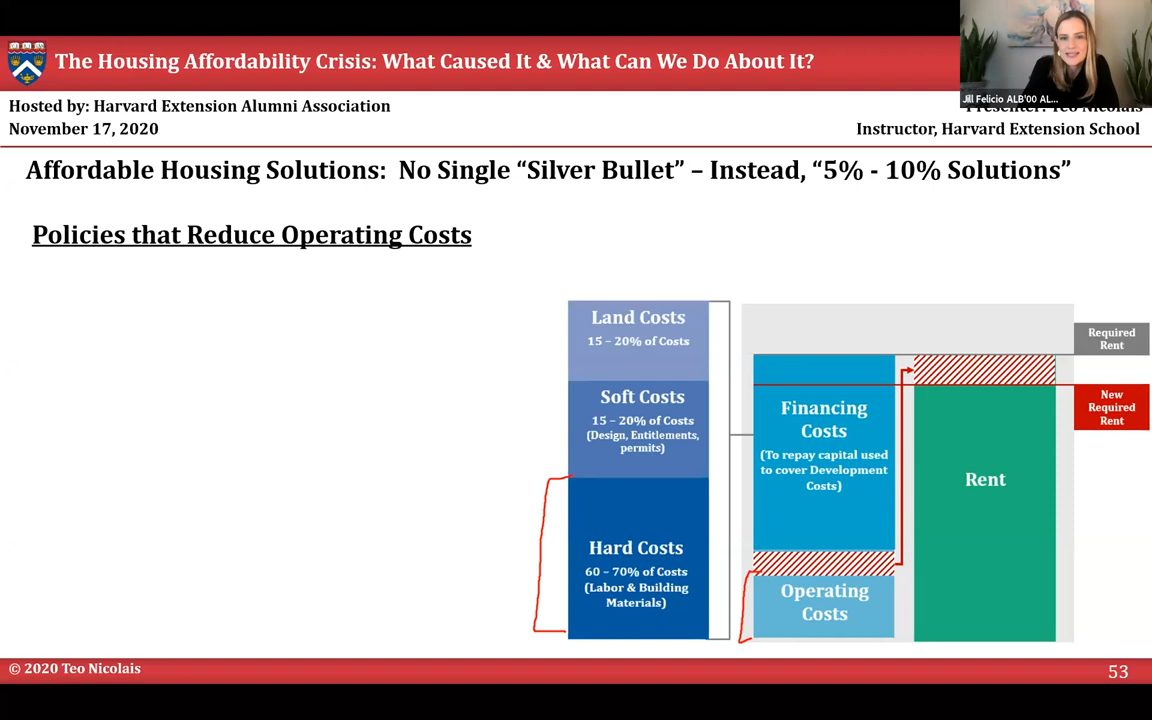 The Housing Affordability Crisis: What Caused It & What Can We Do About It?
Jill Felicio ALB'00 AL...
Hosted by: Harvard Extension Alumni Association
November 17, 2020
Instructor, Harvard Extension School
Affordable Housing Solutions: No Single “Silver Bullet” – Instead, “5% - 10% Solutions”
Policies that Reduce Operating Costs
Land Costs
15 – 20% of Costs
Soft Costs
15 – 20% of Costs
(Design, Entitlements,
permits)
Hard Costs
60 – 70% of Costs
(Labor & Building
Materials)
Financing
Costs
(To repay capital used
to cover Development
Costs)
Operating
Costs
Rent
Required
Rent
New
Required
Rent
© 2020 Teo Nicolais
53